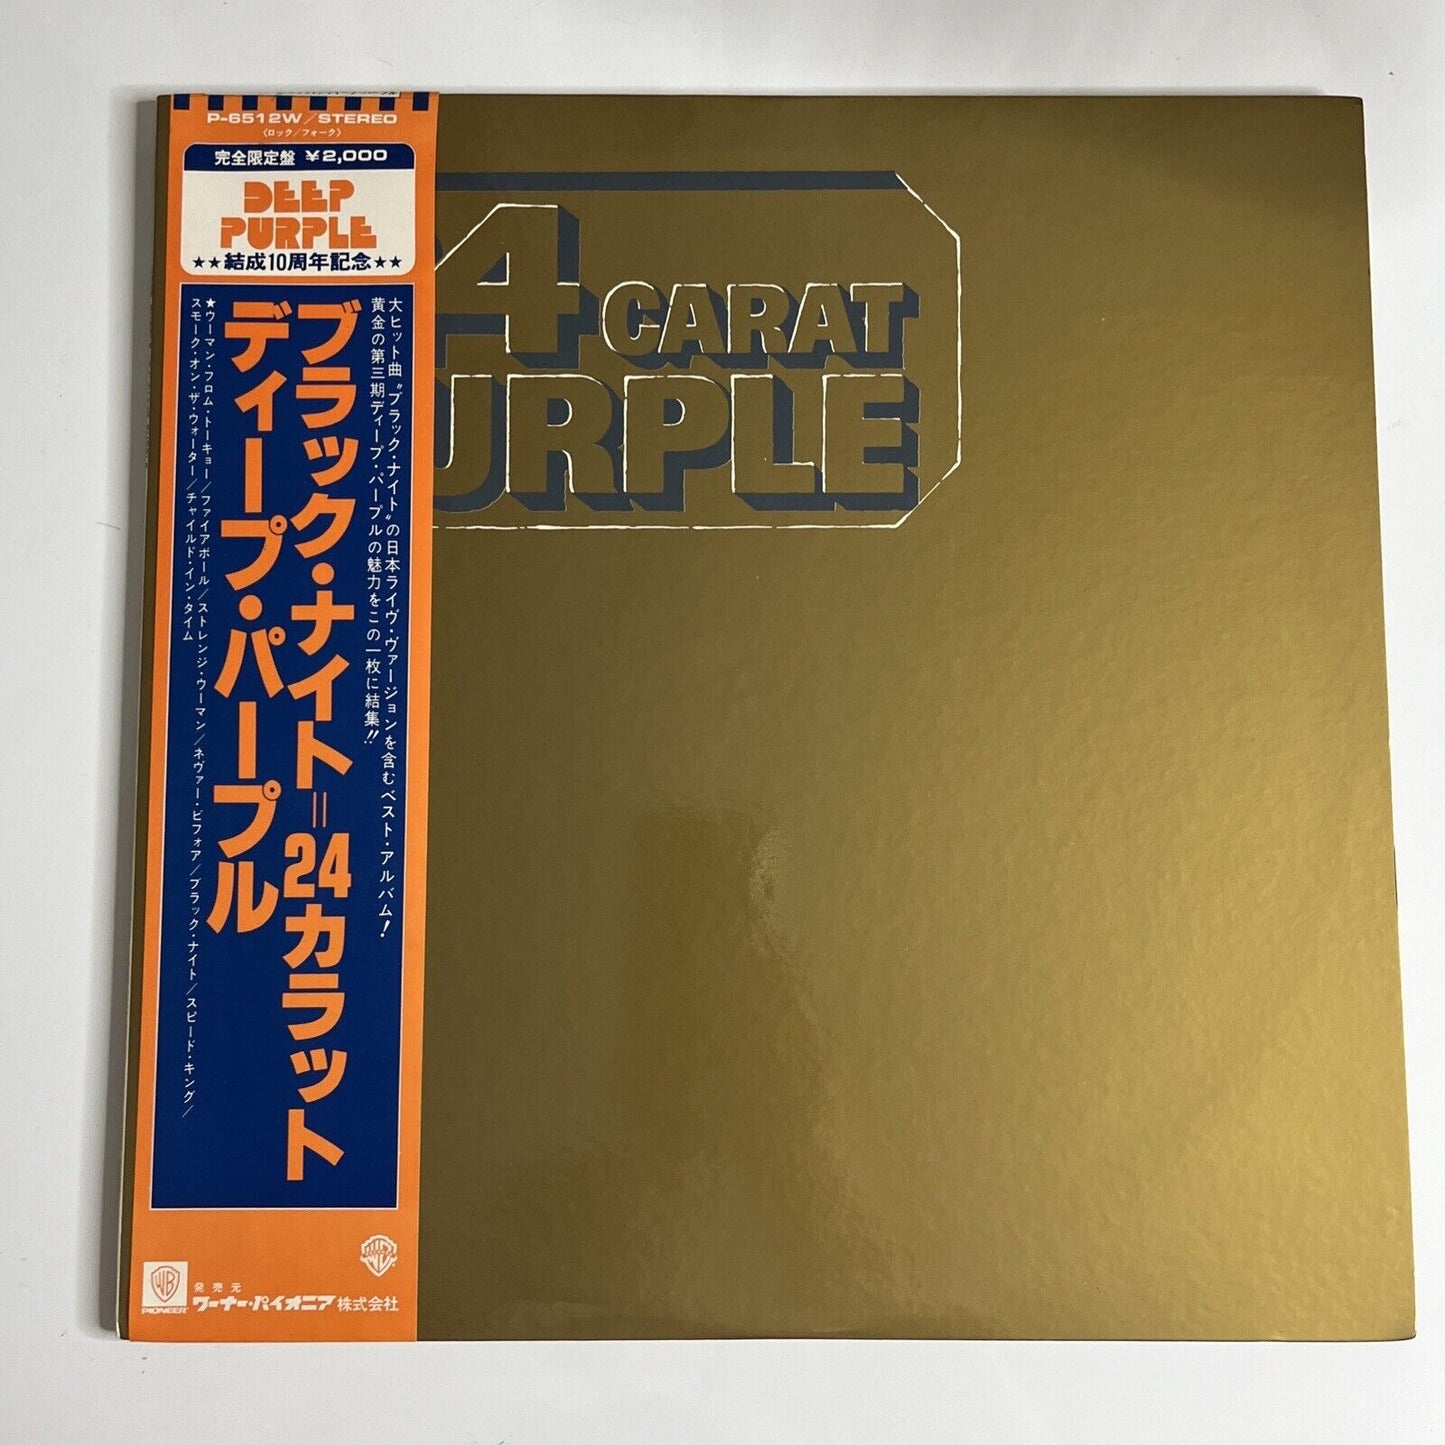 P-6512W/STEREO
〈ロック/フォーク〉
完全限定盤 ¥2,000
DEEP
PURPLE
★★結成10周年記念★★
大ヒット曲“ブラック・ナイト”の日本ライヴ・ヴァージョンを含むベスト・アルバム!
黄金の第三期ディープ・パープルの魅力をこの一枚に結集!!
ブラック・ナイト=24カラット
ディープ・パープル
★ウーマン・フロム・トーキョー/ファイアボール/ストレンジ・ウーマン/ネヴァー・ビフォア/ブラック・ナイト/スピード・キング/
スモーク・オン・ザ・ウォーター/チャイルド・イン・タイム
WB
PIONEER
発売元
ワーナー・パイオニア株式会社
24 CARAT
PURPLE